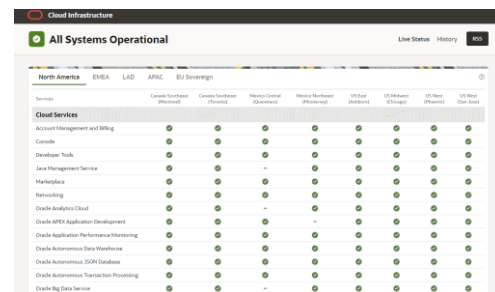 Cloud Infrastructure
All Systems Operational
Live Status History RSS
North America EMEA LAD APAC EU Sovereign
Services
Canada Southeast (Montreal)
Canada Southeast (Toronto)
Mexico Central (Queretaro)
Mexico Northeast (Monterrey)
US East (Ashburn)
US Midwest (Chicago)
US West (Phoenix)
US West (San Jose)
Cloud Services
Account Management and Billing
Console
Developer Tools
Java Management Service
Marketplace
Networking
Oracle Analytics Cloud
Oracle APEX Application Development
Oracle Application Performance Monitoring
Oracle Autonomous Data Warehouse
Oracle Autonomous JSON Database
Oracle Autonomous Transaction Processing
Oracle Big Data Service